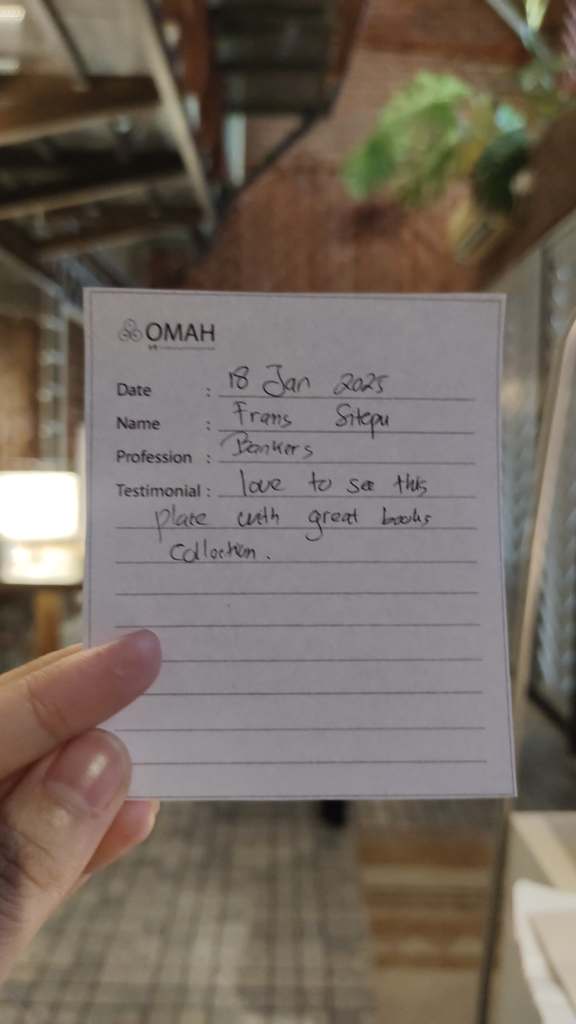 OMAH
Date : 18 Jan 2025
Name : Frans Sitepu
Profession : Bankers
Testimonial : love to see this
place with great books
collection.